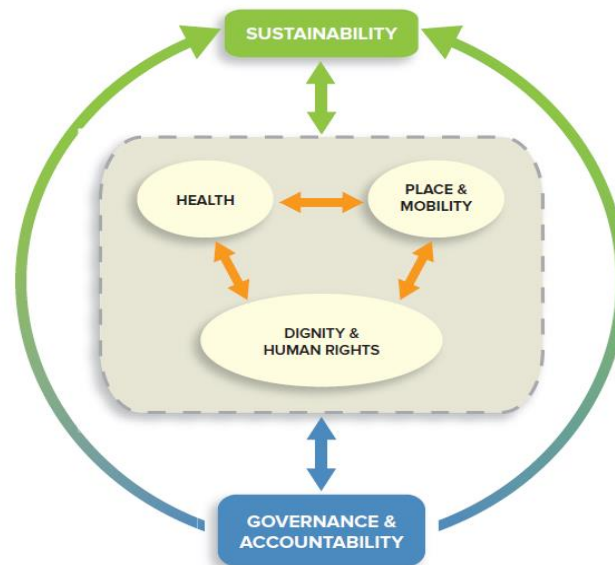 SUSTAINABILITY
HEALTH
PLACE &
MOBILITY
DIGNITY &
HUMAN RIGHTS
GOVERNANCE &
ACCOUNTABILITY